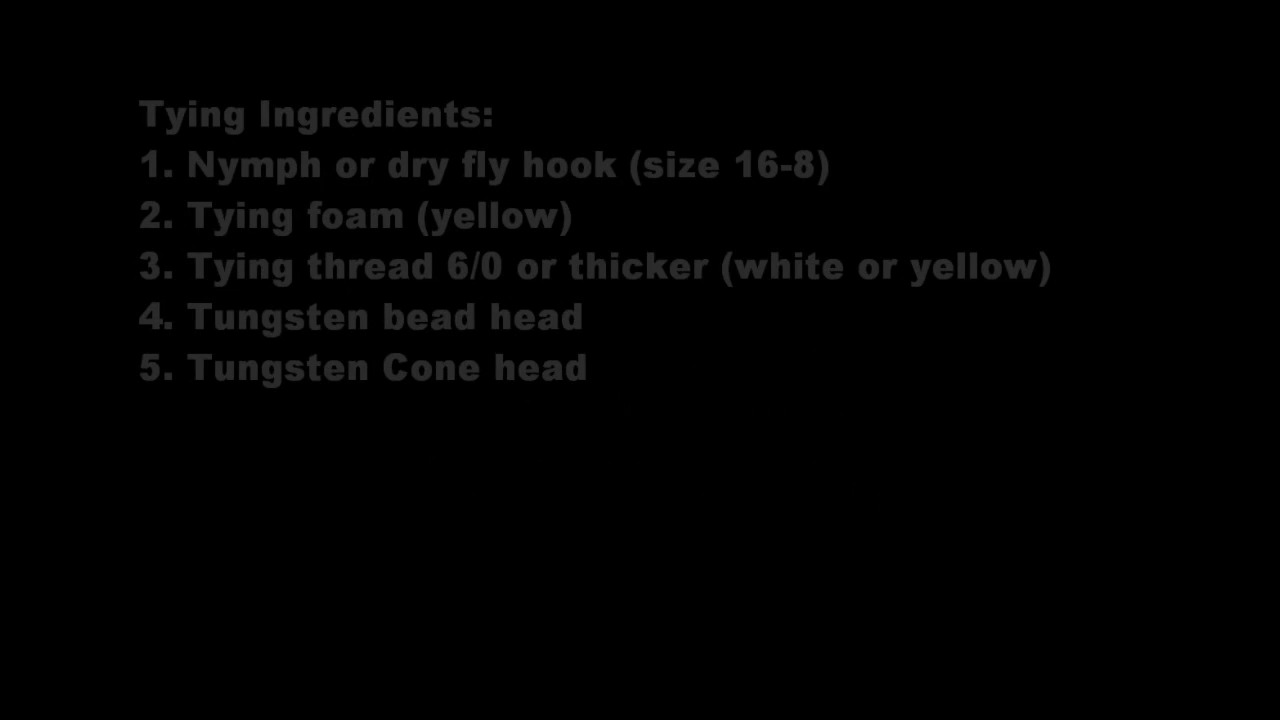 Tying Ingredients:
1. Nymph or dry fly hook (size 16-8)
2. Tying foam (yellow)
3. Tying thread 6/0 or thicker (white or yellow)
4. Tungsten bead head
5. Tungsten Cone head